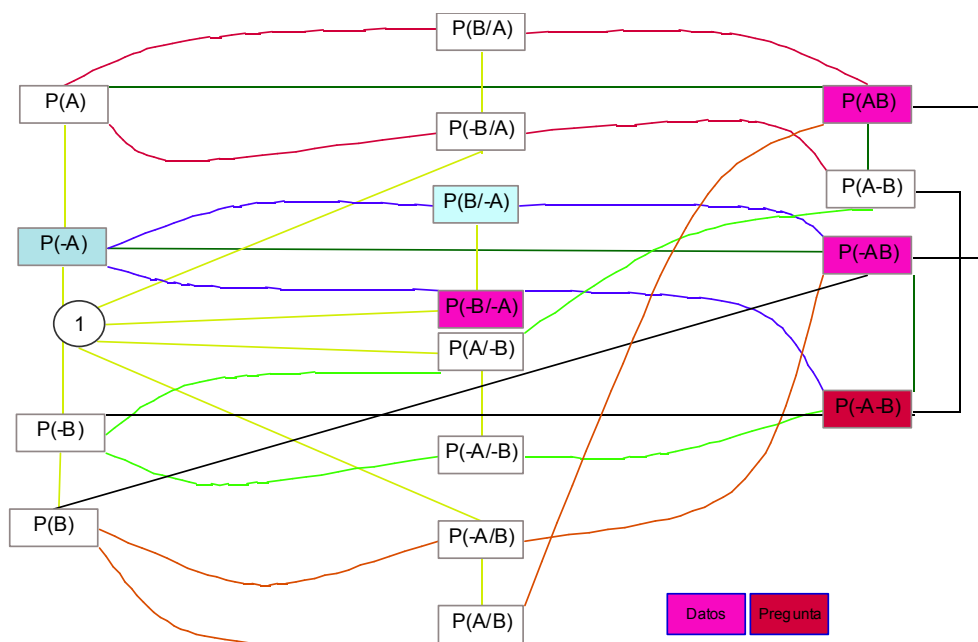 P(B/A)
P(A)
P(AB)
P(-B/A)
P(A-B)
P(B/-A)
P(-A)
P(-AB)
P(-B/-A)
1
P(A/-B)
P(-A-B)
P(-B)
P(-A/-B)
P(B)
P(-A/B)
P(A/B)
Datos
Pregunta